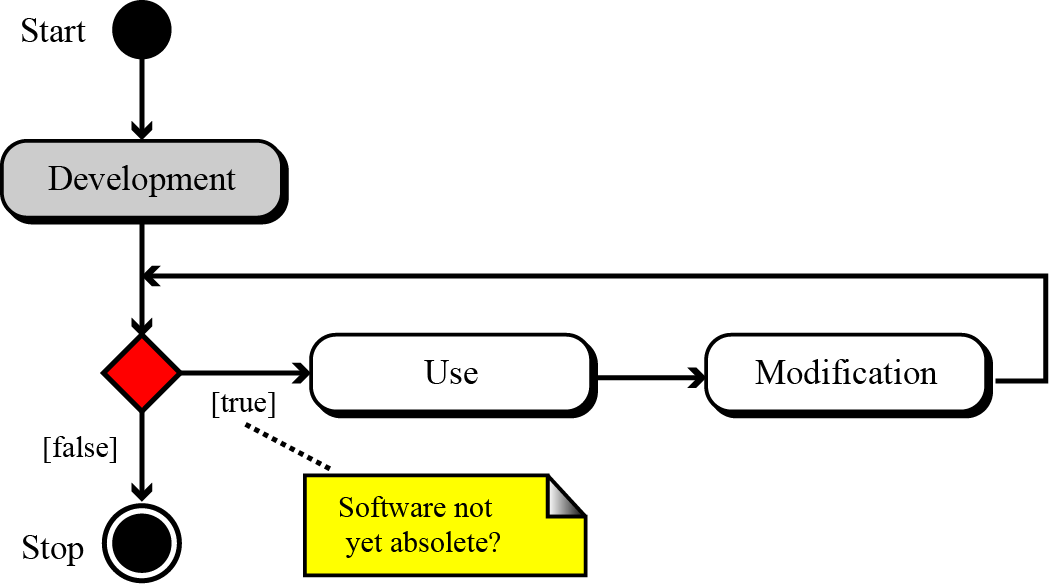 Start
Development
Use
Modification
[true]
[false]
Software not
yet absolete?
Stop